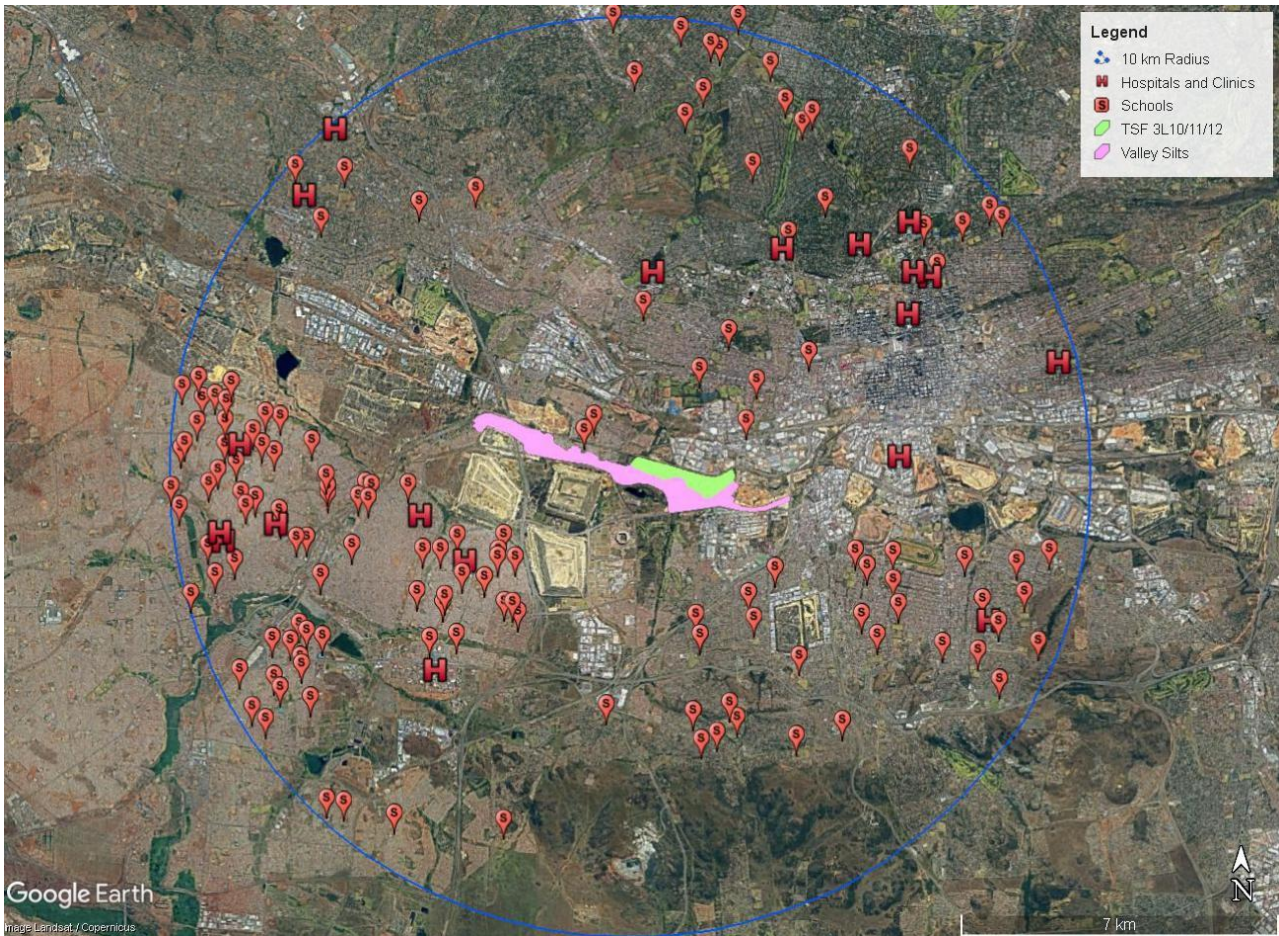 Legend
10 km Radius
H Hospitals and Clinics
S Schools
TSF 3L10/11/12
Valley Silts
Google Earth
mage Landsat / Copernicus
N
7 km